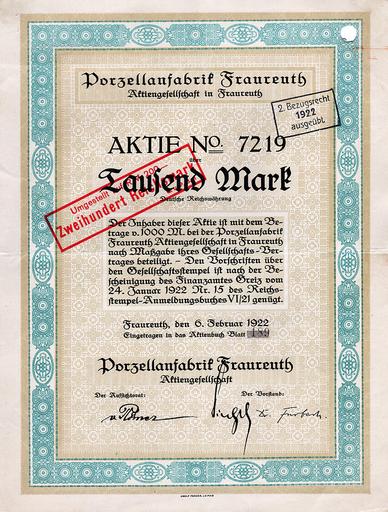 Porzellanfabrik Fraureuth
Aktiengesellschaft in Fraureuth
2. Bezugsrecht
1922
ausgeübt.
AKTIE No. 7219
über
Tausend Mark
Deutsche Reichswährung
Umgestellt
Zweihundert Reichsmark
Der Inhaber dieser Aktie ist mit dem Be-
trage v. 1000 M. bei der Porzellanfabrik
Fraureuth Aktiengesellschaft in Fraureuth
nach Maßgabe ihres Gesellschafts-Ver-
trages beteiligt. - Den Vorschriften über
den Gesellschaftsstempel ist nach der Be-
scheinigung des Finanzamtes Greiz vom
24. Januar 1922 Nr. 15 des Reichs-
stempel-Anmeldungsbuches VI/21 genügt.
Fraureuth, den 6. Februar 1922
Eingetragen in das Aktienbuch Blatt
Porzellanfabrik Fraureuth
Aktiengesellschaft
Der Aufsichtsrat:
Der Vorstand: